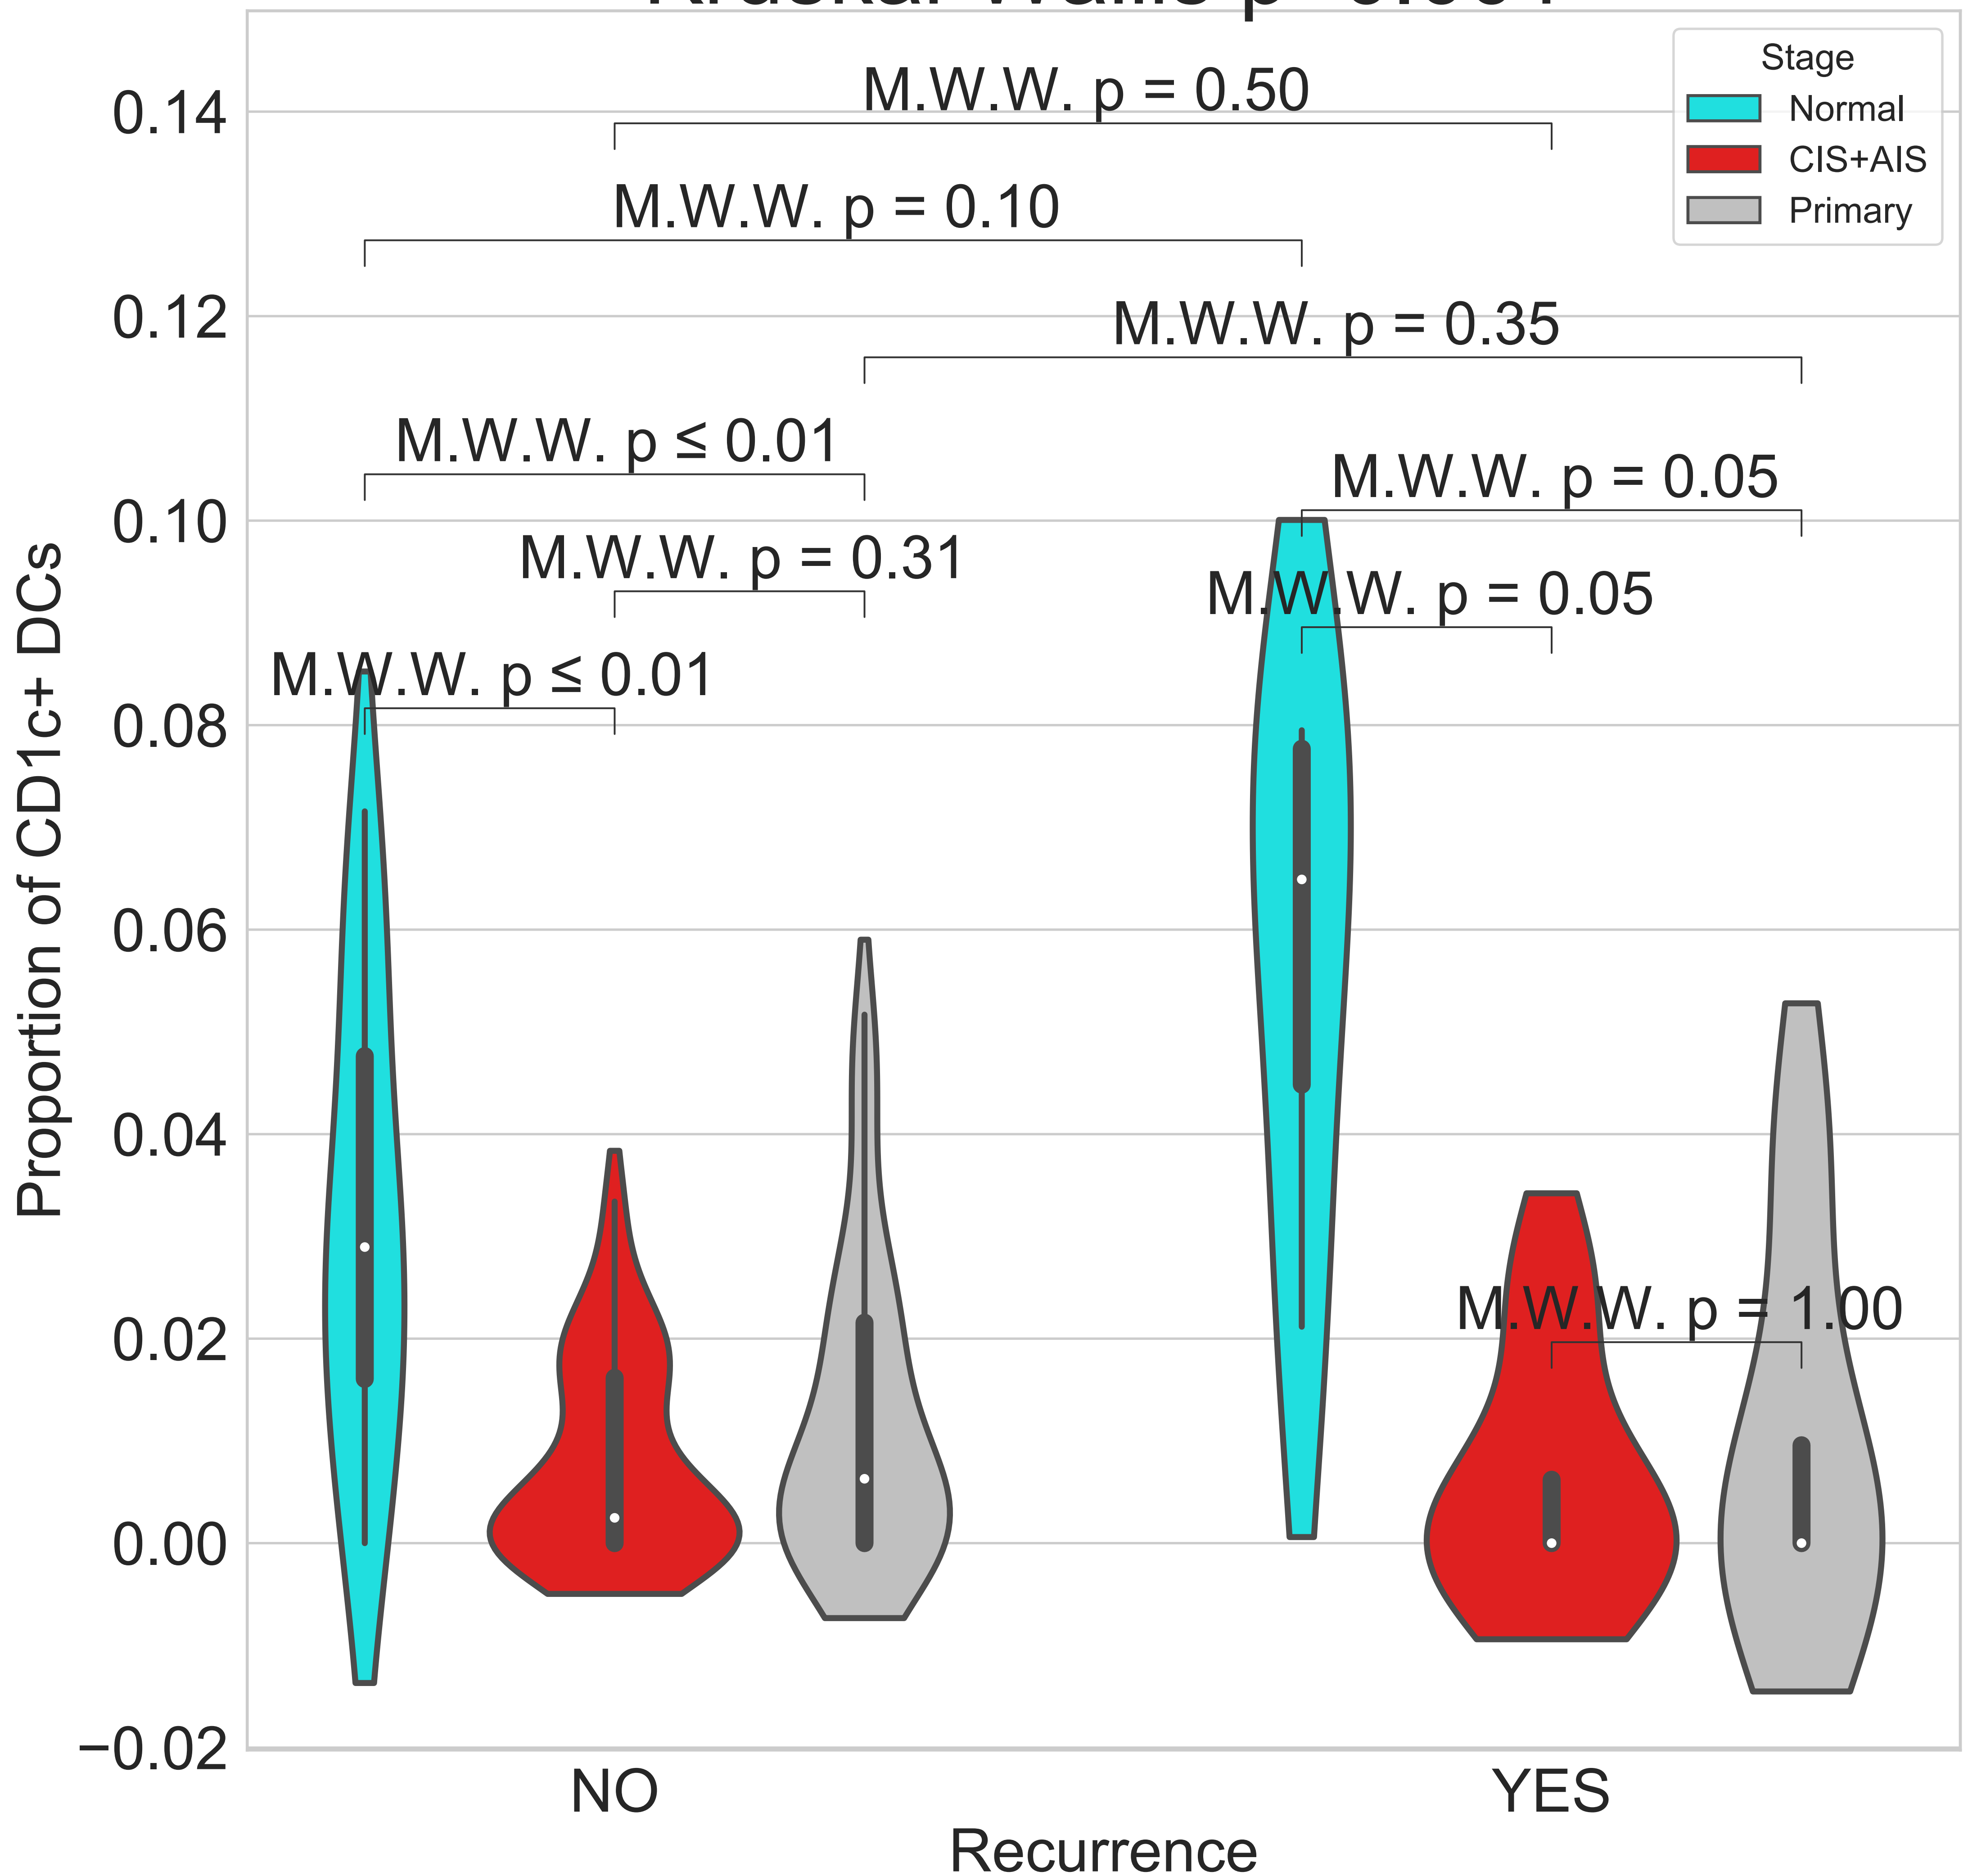 Stage
Normal
CIS+AIS
Primary
M.W.W. p = 0.50
M.W.W. p = 0.10
M.W.W. p = 0.35
M.W.W. p ≤ 0.01
M.W.W. p = 0.05
M.W.W. p = 0.31
M.W.W. p = 0.05
M.W.W. p ≤ 0.01
M.W.W. p = 1.00
0.14
0.12
0.10
0.08
0.06
0.04
0.02
0.00
−0.02
Proportion of CD1c+ DCs
NO
YES
Recurrence